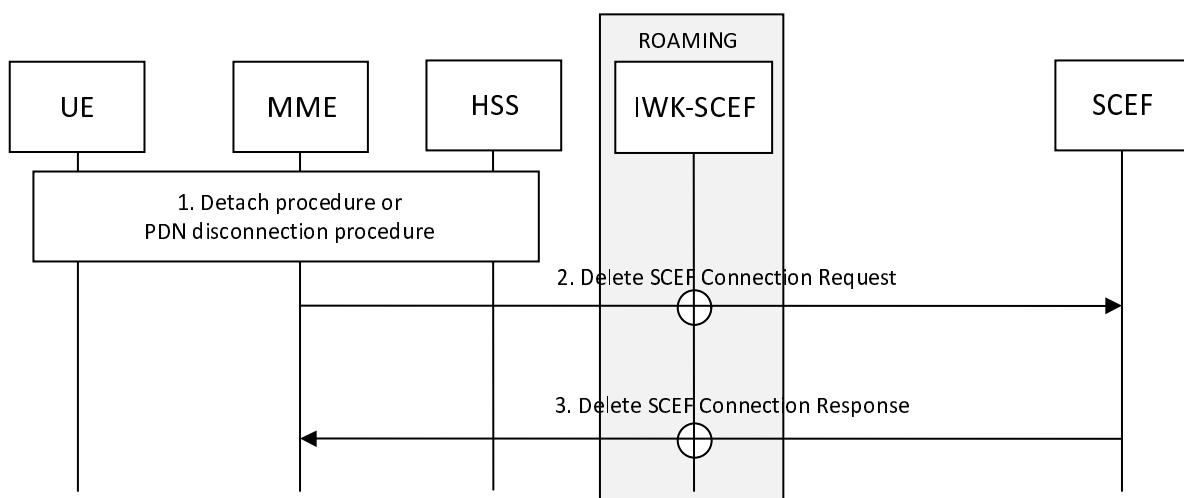 ROAMING
UE
MME
HSS
IWK-SCEF
SCEF
1. Detach procedure or
PDN disconnection procedure
2. Delete SCEF Connection Request
3. Delete SCEF Connection Response